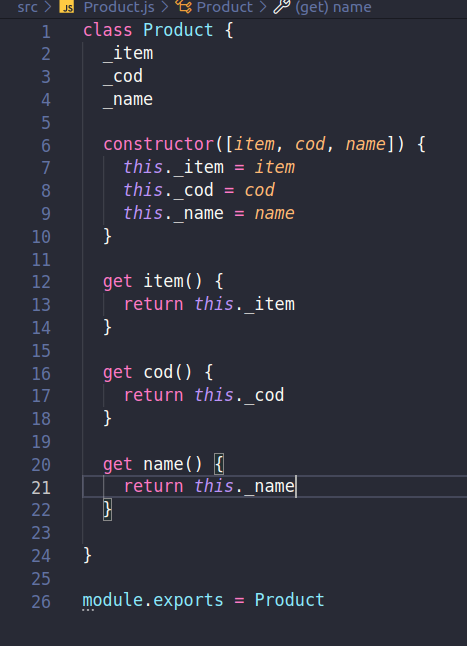 src > JS Product.js > Product > (get) name
1 class Product {
2   _item
3   _cod
4   _name
5
6   constructor([item, cod, name]) {
7     this._item = item
8     this._cod = cod
9     this._name = name
10   }
11
12   get item() {
13     return this._item
14   }
15
16   get cod() {
17     return this._cod
18   }
19
20   get name() {
21     return this._name
22   }
23
24 }
25
26 module.exports = Product